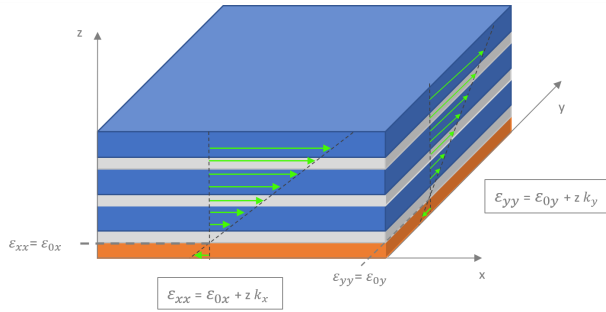 z
y
ε_yy = ε_0y + z k_y
ε_xx = ε_0x
x
ε_yy = ε_0y
ε_xx = ε_0x + z k_x